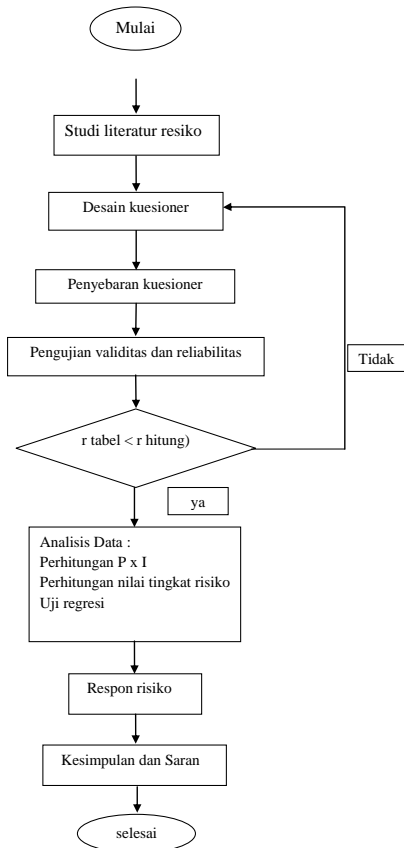 Mulai
Studi literatur resiko
Desain kuesioner
Penyebaran kuesioner
Pengujian validitas dan reliabilitas
Tidak
r tabel < r hitung)
ya
Analisis Data :
Perhitungan P x I
Perhitungan nilai tingkat risiko
Uji regresi
Respon risiko
Kesimpulan dan Saran
selesai